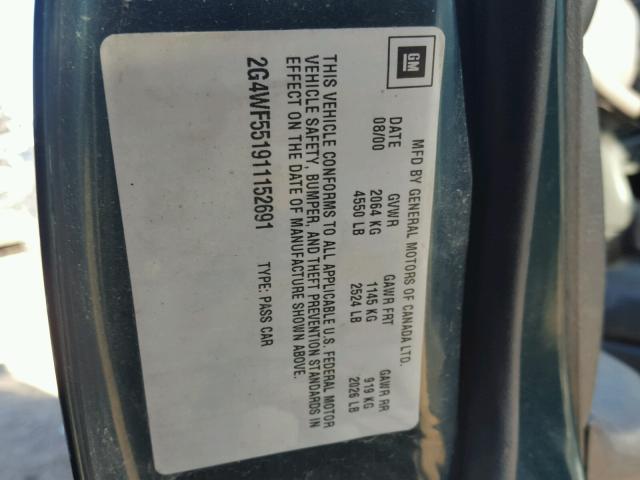 GM
MFD BY GENERAL MOTORS OF CANADA LTD.
DATE GVWR GAWR FRT GAWR RR
08/00 2064 KG 1145 KG 919 KG
4550 LB 2524 LB 2026 LB
THIS VEHICLE CONFORMS TO ALL APPLICABLE U.S. FEDERAL MOTOR
VEHICLE SAFETY, BUMPER, AND THEFT PREVENTION STANDARDS IN
EFFECT ON THE DATE OF MANUFACTURE SHOWN ABOVE.
2G4WF551911152691 TYPE: PASS CAR